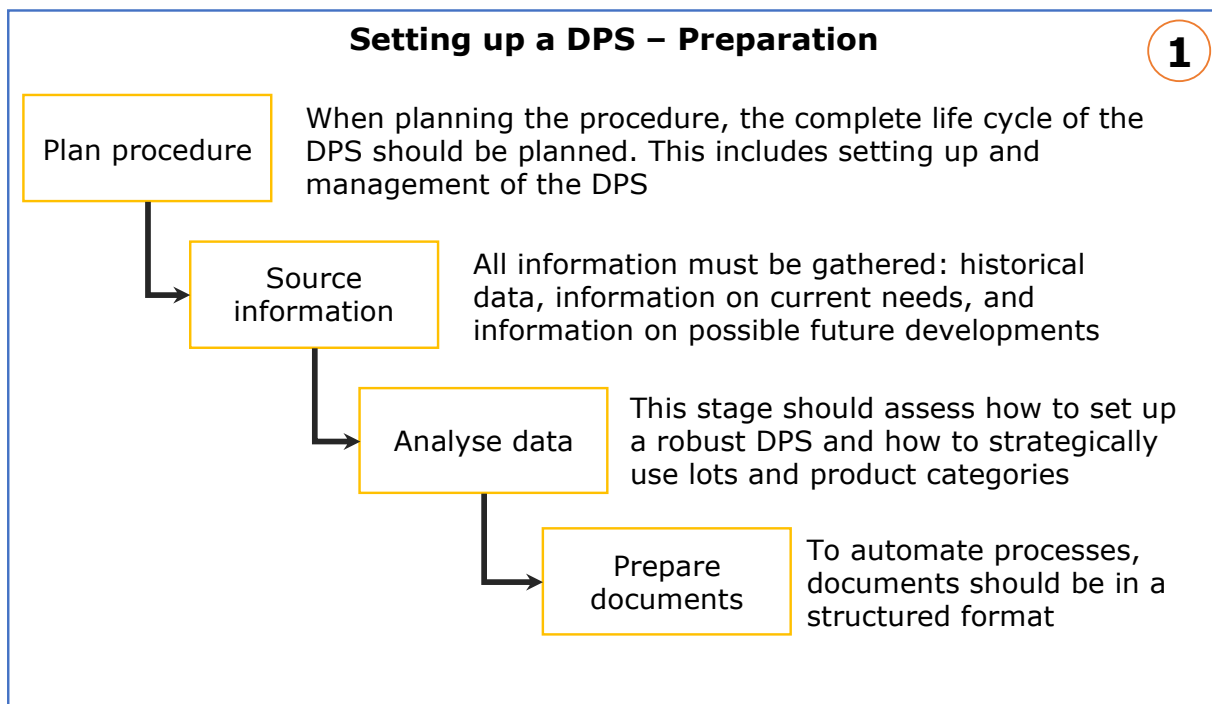 Setting up a DPS – Preparation
1
Plan procedure
When planning the procedure, the complete life cycle of the
DPS should be planned. This includes setting up and
management of the DPS
Source
information
All information must be gathered: historical
data, information on current needs, and
information on possible future developments
Analyse data
This stage should assess how to set up
a robust DPS and how to strategically
use lots and product categories
Prepare
documents
To automate processes,
documents should be in a
structured format